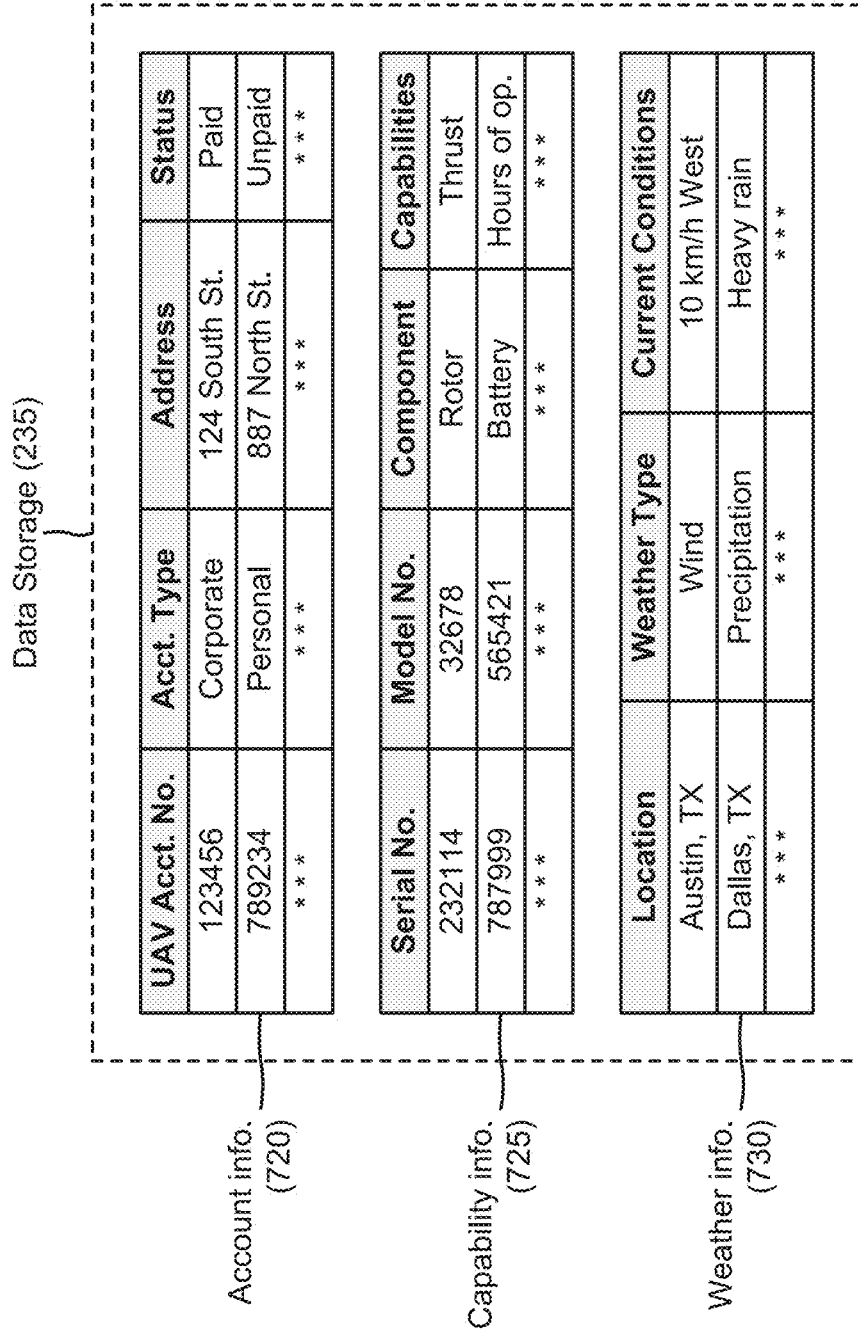 Data Storage (235)
Account info.
(720)
UAV Acct. No. Acct. Type Address Status
123456 Corporate 124 South St. Paid
789234 Personal 887 North St. Unpaid
*** *** *** ***
Capability info.
(725)
Serial No. Model No. Component Capabilities
232114 32678 Rotor Thrust
787999 565421 Battery Hours of op.
*** *** *** ***
Weather info.
(730)
Location Weather Type Current Conditions
Austin, TX Wind 10 km/h West
Dallas, TX Precipitation Heavy rain
*** *** ***